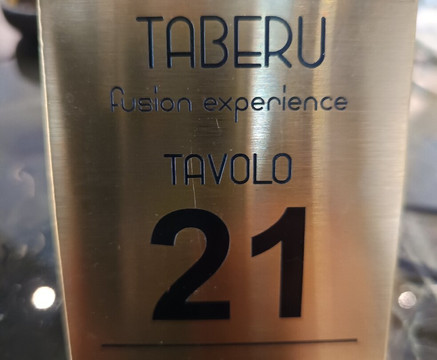 TABERU
fusion experience
TAVOLO
21